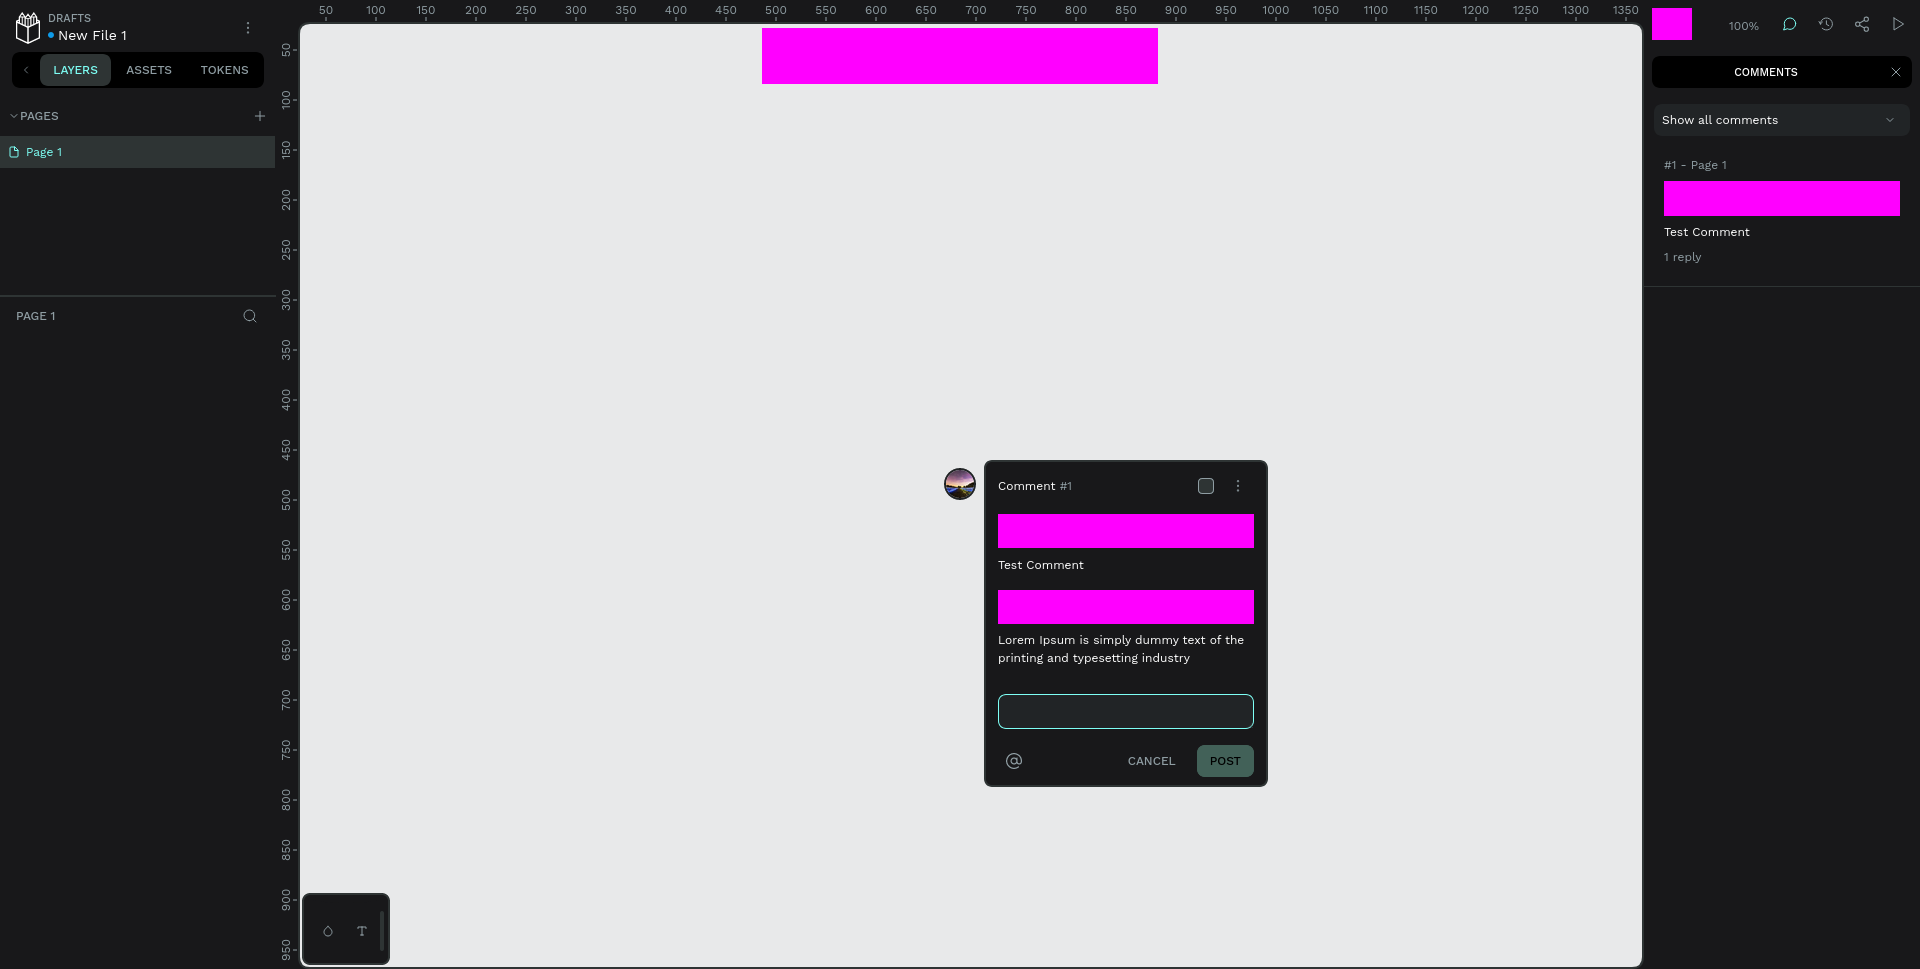 DRAFTS
New File 1
LAYERS
ASSETS
TOKENS
PAGES
Page 1
PAGE 1
50 100 150 200 250 300 350 400 450 500 550 600 650 700 750 800 850 900 950 1000 1050 1100 1150 1200 1250 1300 1350
50
100
150
200
250
300
350
400
450
500
550
600
650
700
750
800
850
900
950
Comment #1
Test Comment
Lorem Ipsum is simply dummy text of the
printing and typesetting industry
@
CANCEL
POST
T
100%
COMMENTS
Show all comments
#1 - Page 1
Test Comment
1 reply